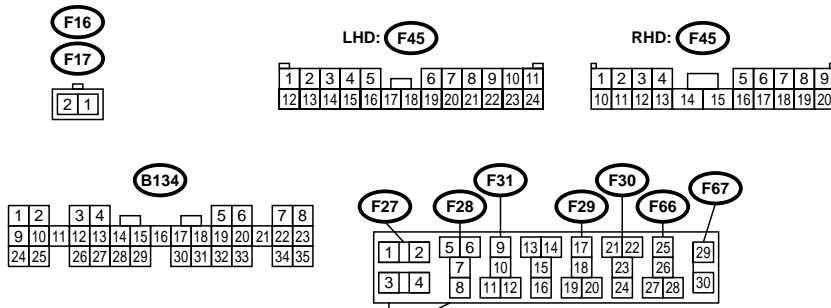 F16
F17
2 1
LHD: F45
1 2 3 4 5 6 7 8 9 10 11
12 13 14 15 16 17 18 19 20 21 22 23 24
RHD: F45
1 2 3 4 5 6 7 8 9
10 11 12 13 14 15 16 17 18 19 20
B134
1 2 3 4 5 6 7 8
9 10 11 12 13 14 15 16 17 18 19 20 21 22 23
24 25 26 27 28 29 30 31 32 33 34 35
F27 F28 F31 F29 F30 F66 F67
1 2 5 6 9 13 14 17 21 22 25 29
7 10 15 18 23 26
3 4 8 11 12 16 19 20 24 27 28 30